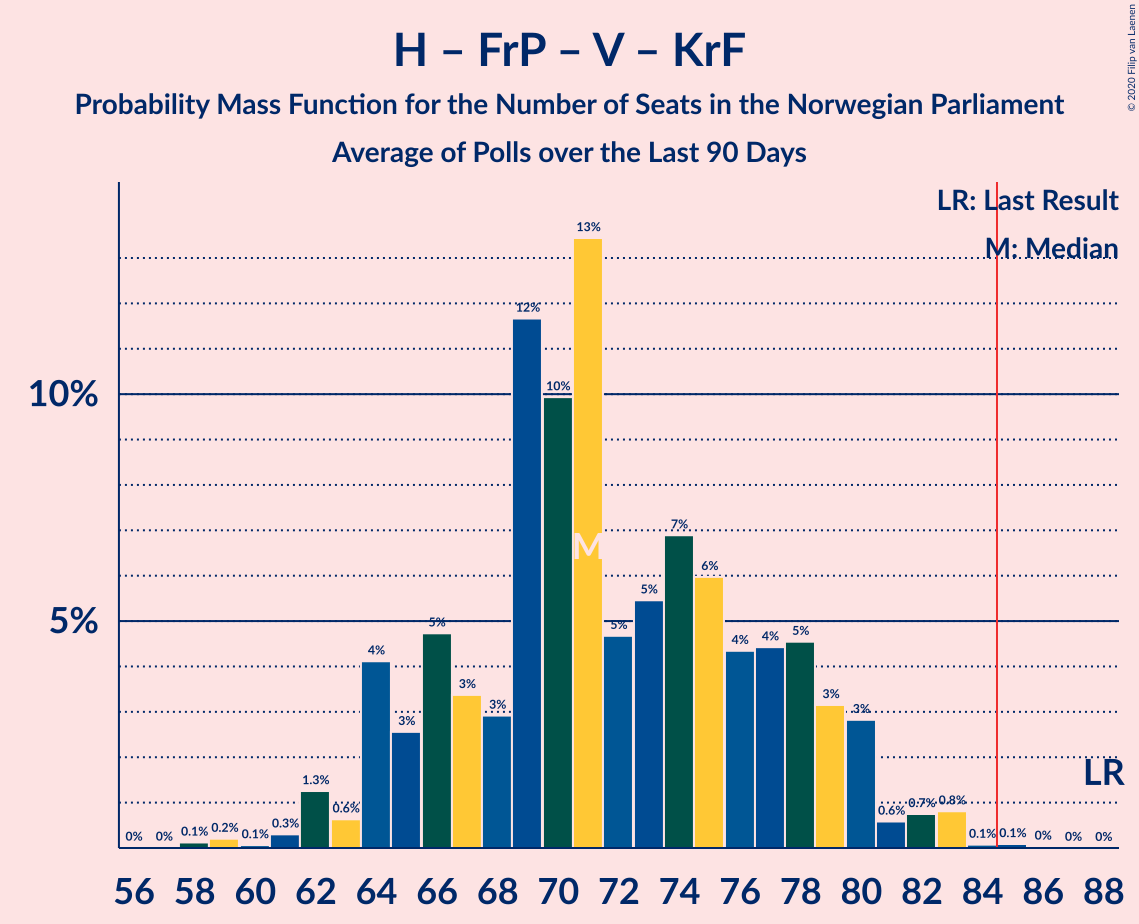 H – FrP – V – KrF
Probability Mass Function for the Number of Seats in the Norwegian Parliament
Average of Polls over the Last 90 Days
© 2020 Filip van Laenen
LR: Last Result
M: Median
10%
5%
0% 0% 0.1% 0.2% 0.1% 0.3% 1.3% 0.6% 4% 3% 5% 3% 3% 12% 10% 13% 5% 5% 7% 6% 4% 4% 5% 3% 3% 0.6% 0.7% 0.8% 0.1% 0.1% 0% 0% 0%
M
LR
56 58 60 62 64 66 68 70 72 74 76 78 80 82 84 86 88